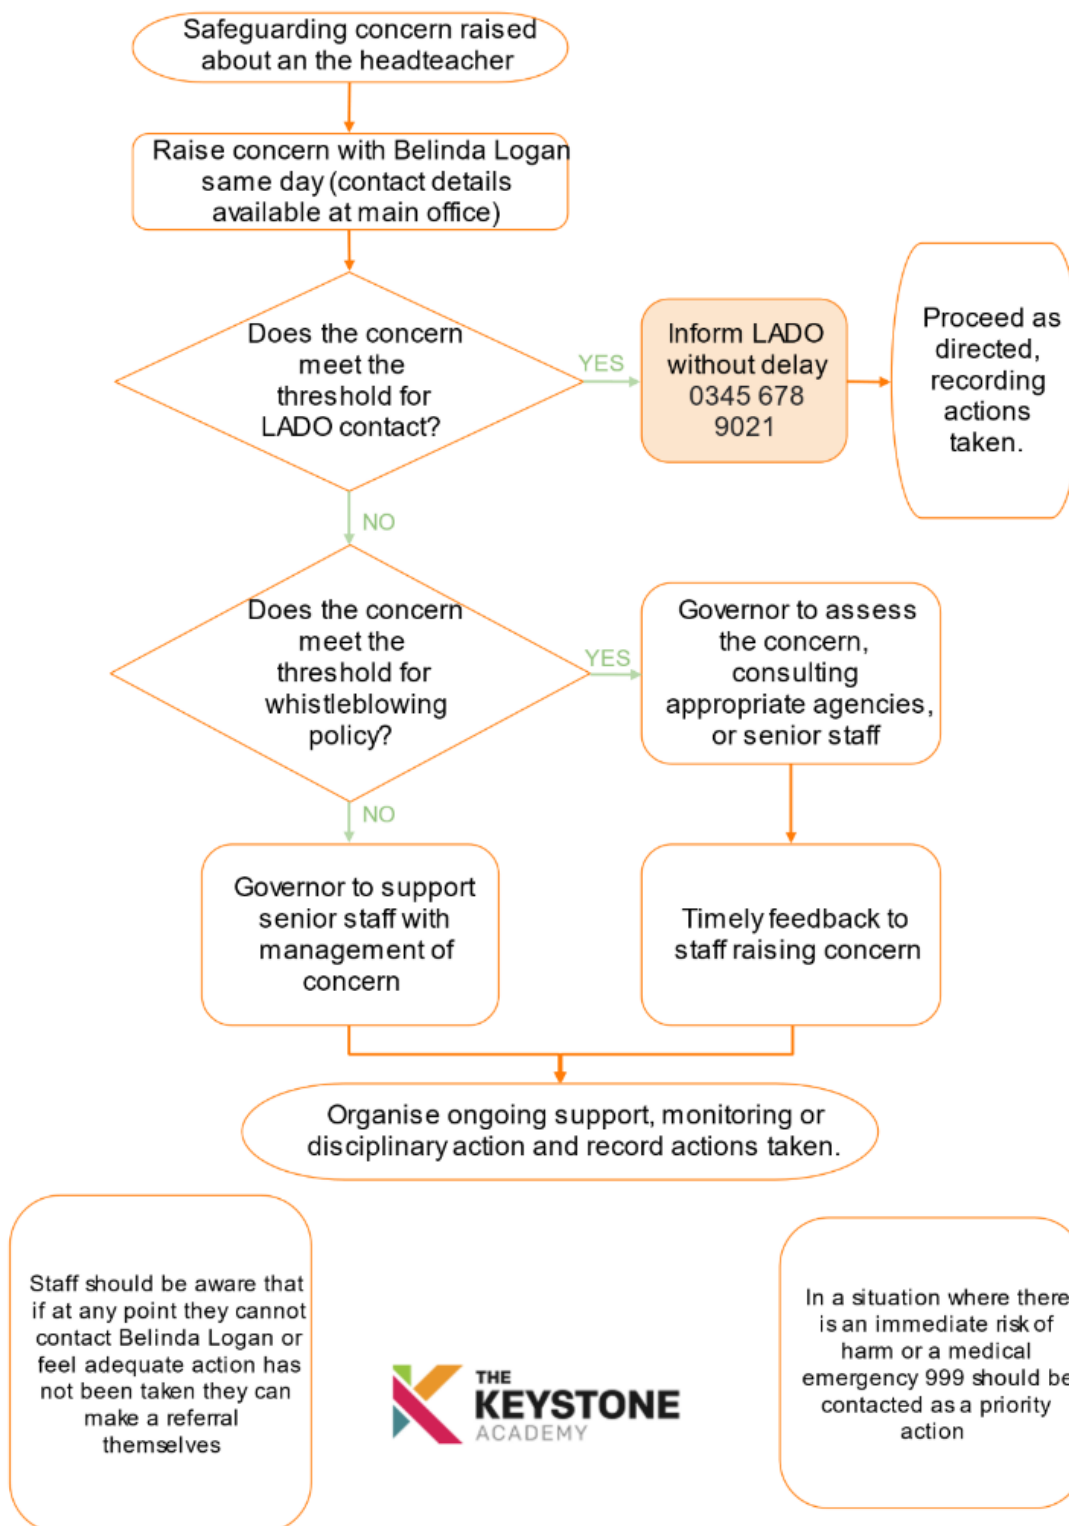 Safeguarding concern raised
about an the headteacher
Raise concern with Belinda Logan
same day (contact details
available at main office)
Does the concern
meet the
threshold for
LADO contact?
YES
Inform LADO
without delay
0345 678
9021
Proceed as
directed,
recording
actions
taken.
NO
Does the concern
meet the
threshold for
whistleblowing
policy?
YES
Governor to assess
the concern,
consulting
appropriate agencies,
or senior staff
NO
Governor to support
senior staff with
management of
concern
Timely feedback to
staff raising concern
Organise ongoing support, monitoring or
disciplinary action and record actions taken.
Staff should be aware that
if at any point they cannot
contact Belinda Logan or
feel adequate action has
not been taken they can
make a referral
themselves
THE
KEYSTONE
ACADEMY
In a situation where there
is an immediate risk of
harm or a medical
emergency 999 should be
contacted as a priority
action